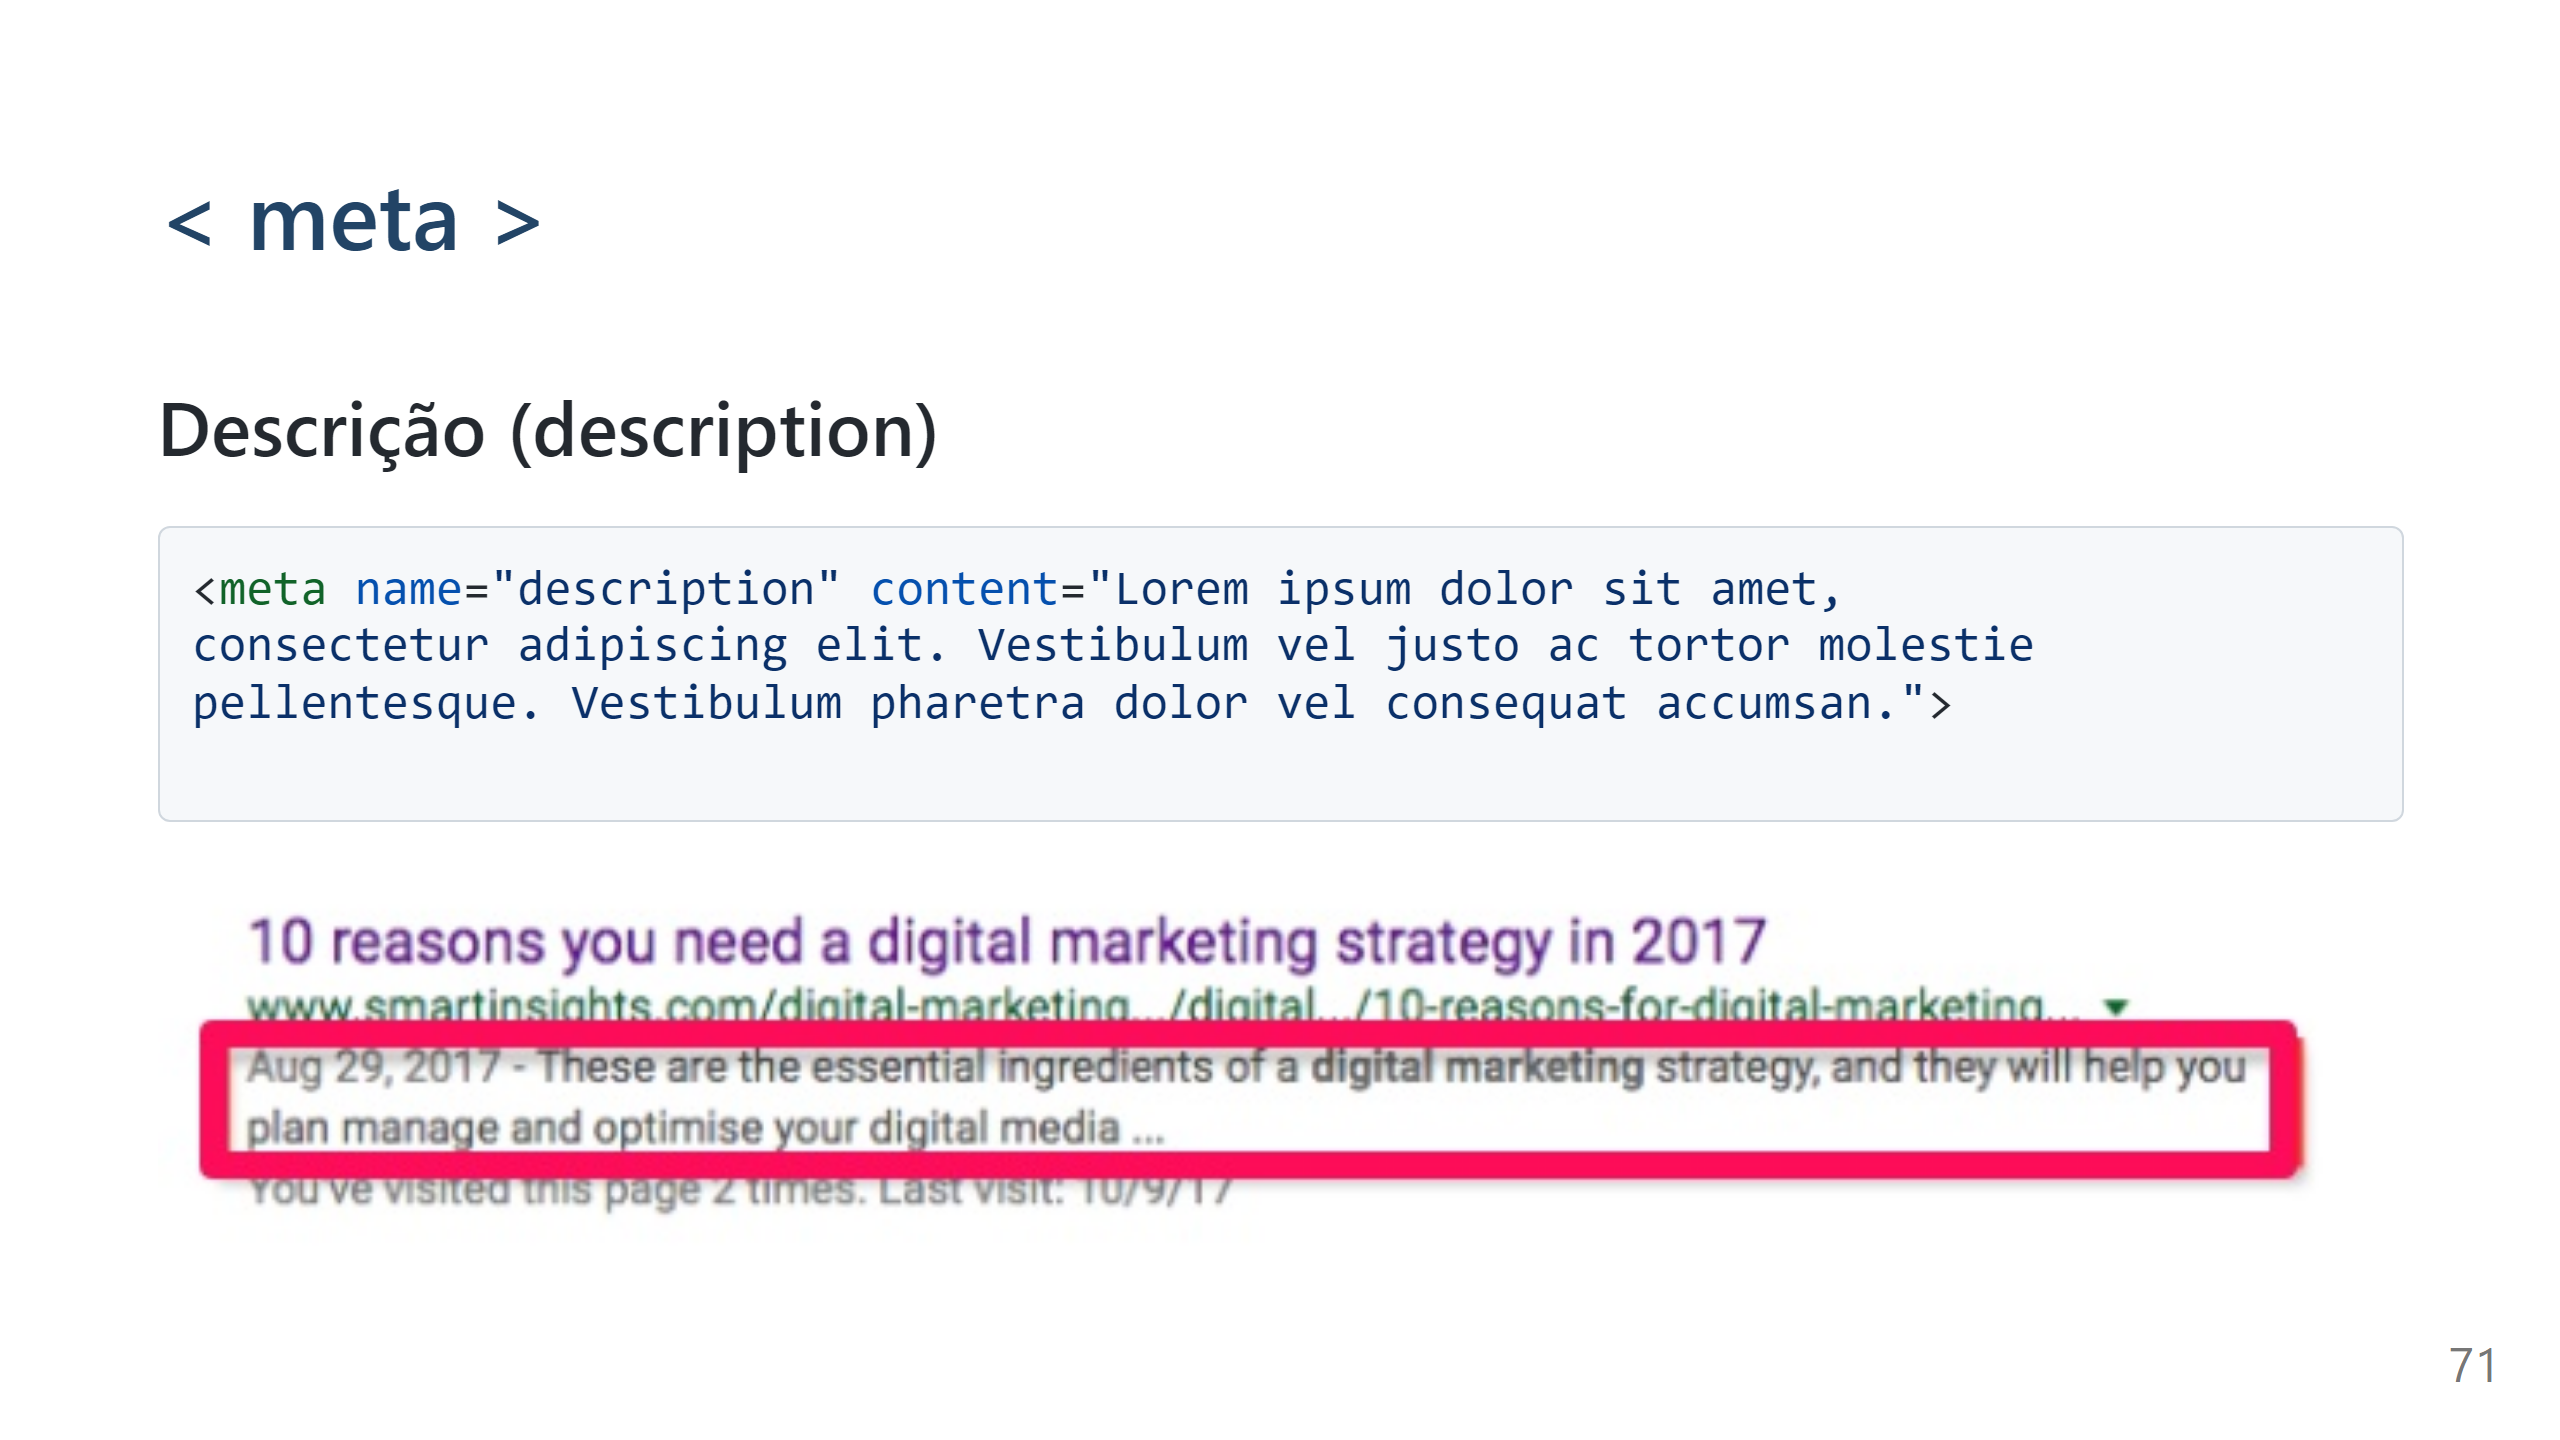 < meta >
Descrição (description)
<meta name="description" content="Lorem ipsum dolor sit amet,
consectetur adipiscing elit. Vestibulum vel justo ac tortor molestie
pellentesque. Vestibulum pharetra dolor vel consequat accumsan.">
10 reasons you need a digital marketing strategy in 2017
www.smartinsights.com/digital-marketing.../digital.../10-reasons-for-digital-marketing...
Aug 29, 2017 - These are the essential ingredients of a digital marketing strategy, and they will help you
plan manage and optimise your digital media ...
You've visited this page 2 times. Last visit: 10/9/17
71